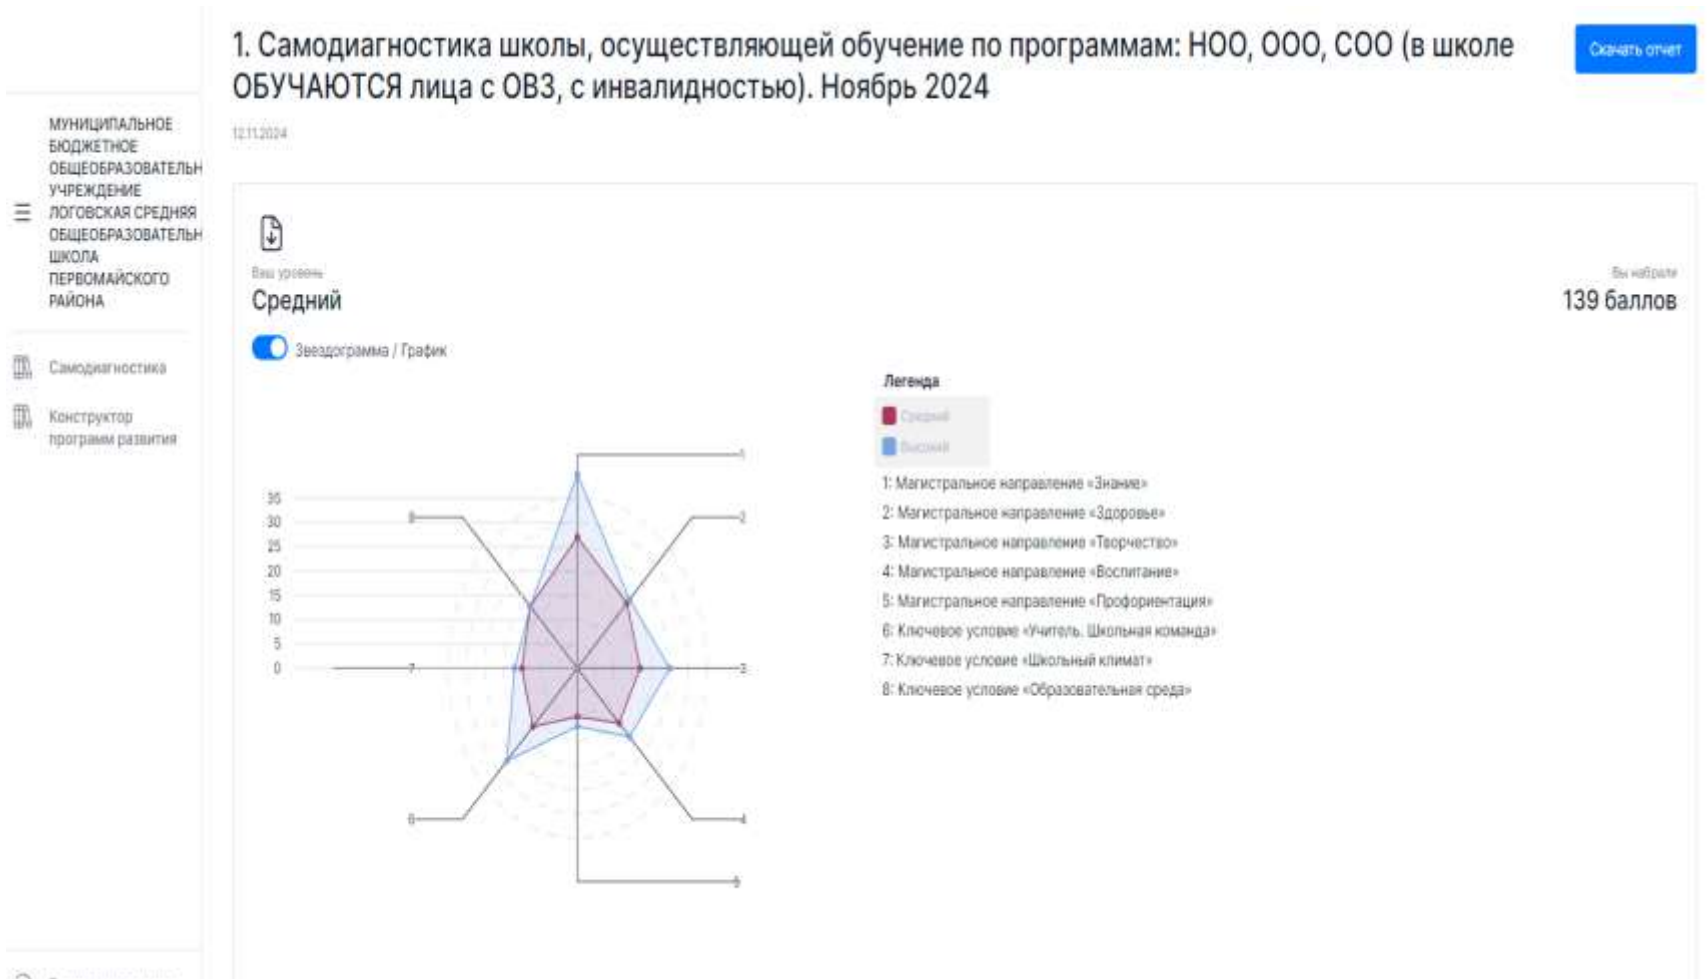 1. Самодиагностика школы, осуществляющей обучение по программам: НОО, ООО, СОО (в школе
ОБУЧАЮТСЯ лица с ОВЗ, с инвалидностью). Ноябрь 2024
Скачать отчет
12.11.2024
МУНИЦИПАЛЬНОЕ
БЮДЖЕТНОЕ
ОБЩЕОБРАЗОВАТЕЛЬН
УЧРЕЖДЕНИЕ
ЛОГОВСКАЯ СРЕДНЯЯ
ОБЩЕОБРАЗОВАТЕЛЬН
ШКОЛА
ПЕРВОМАЙСКОГО
РАЙОНА
Самодиагностика
Конструктор
программ развития
Ваш уровень
Средний
Вы набрали
139 баллов
Звездограмма / График
35
30
25
20
15
10
5
0
1
2
3
4
5
6
7
8
Легенда
Средний
Высокий
1: Магистральное направление «Знание»
2: Магистральное направление «Здоровье»
3: Магистральное направление «Творчество»
4: Магистральное направление «Воспитание»
5: Магистральное направление «Профориентация»
6: Ключевое условие «Учитель. Школьная команда»
7: Ключевое условие «Школьный климат»
8: Ключевое условие «Образовательная среда»